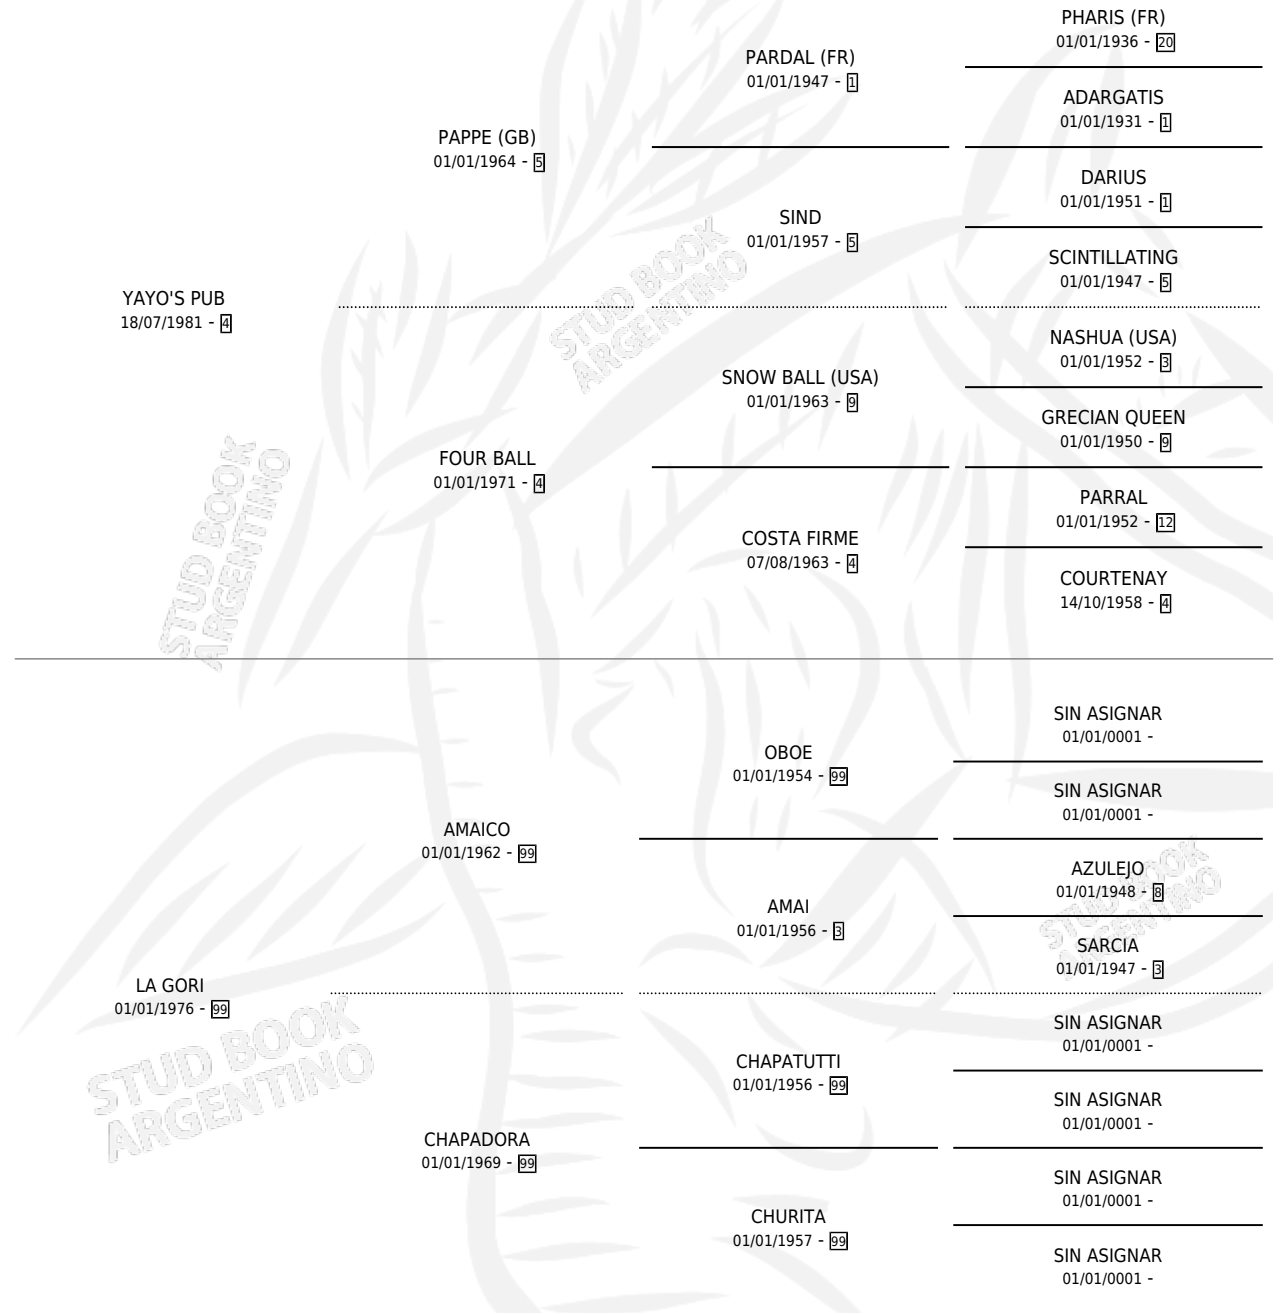 PHARIS (FR)
01/01/1936 - 20
PARDAL (FR)
01/01/1947 - 1
ADARGATIS
01/01/1931 - 1
PAPPE (GB)
01/01/1964 - 5
DARIUS
01/01/1951 - 1
SIND
01/01/1957 - 5
SCINTILLATING
01/01/1947 - 5
YAYO'S PUB
18/07/1981 - 4
STUD BOOK
ARGENTINO
NASHUA (USA)
01/01/1952 - 3
SNOW BALL (USA)
01/01/1963 - 9
GRECIAN QUEEN
01/01/1950 - 9
FOUR BALL
01/01/1971 - 4
PARRAL
01/01/1952 - 12
COSTA FIRME
07/08/1963 - 4
COURTENAY
14/10/1958 - 4
STUD BOOK
ARGENTINO
SIN ASIGNAR
01/01/0001 -
OBOE
01/01/1954 - 99
SIN ASIGNAR
01/01/0001 -
AMAICO
01/01/1962 - 99
AZULEJO
01/01/1948 - 8
AMAI
01/01/1956 - 3
SARCIA
01/01/1947 - 3
STUD BOOK
ARGENTINO
LA GORI
01/01/1976 - 99
SIN ASIGNAR
01/01/0001 -
CHAPATUTTI
01/01/1956 - 99
SIN ASIGNAR
01/01/0001 -
STUD BOOK
ARGENTINO
CHAPADORA
01/01/1969 - 99
SIN ASIGNAR
01/01/0001 -
CHURITA
01/01/1957 - 99
SIN ASIGNAR
01/01/0001 -